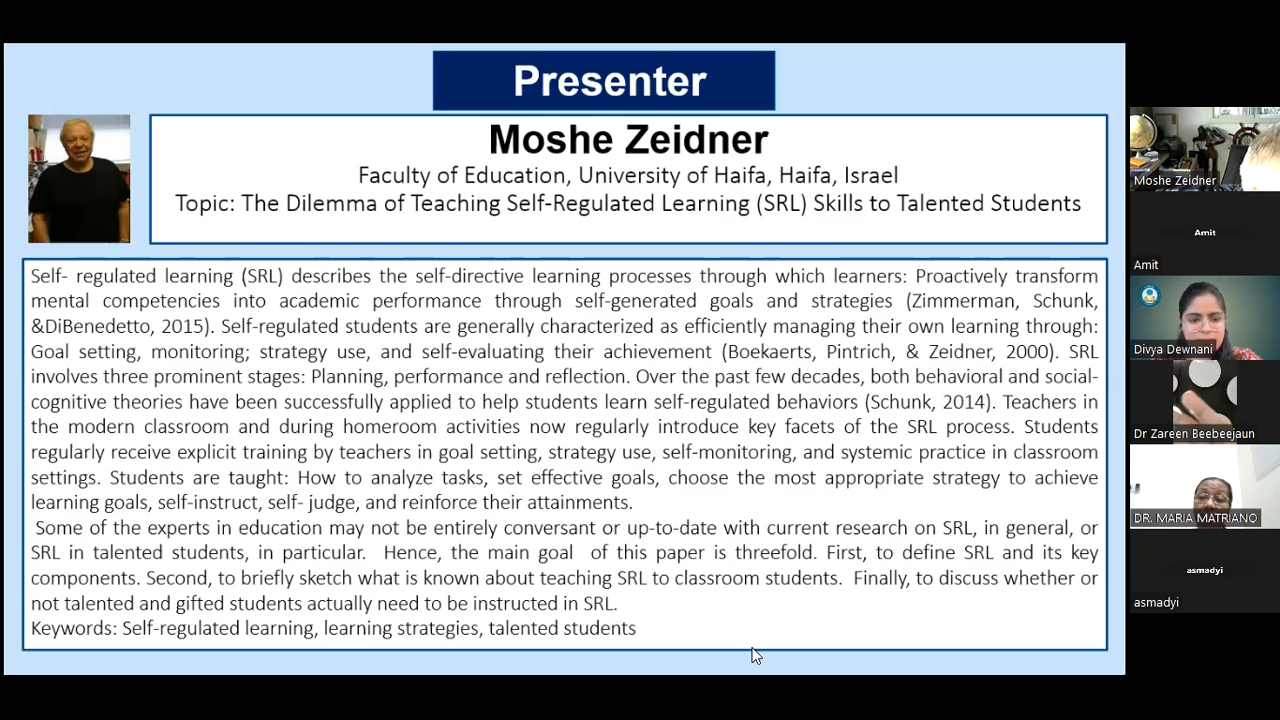 Presenter
Moshe Zeidner
Faculty of Education, University of Haifa, Haifa, Israel
Topic: The Dilemma of Teaching Self-Regulated Learning (SRL) Skills to Talented Students
Self- regulated learning (SRL) describes the self-directive learning processes through which learners: Proactively transform
mental competencies into academic performance through self-generated goals and strategies (Zimmerman, Schunk,
&DiBenedetto, 2015). Self-regulated students are generally characterized as efficiently managing their own learning through:
Goal setting, monitoring; strategy use, and self-evaluating their achievement (Boekaerts, Pintrich, & Zeidner, 2000). SRL
involves three prominent stages: Planning, performance and reflection. Over the past few decades, both behavioral and social-
cognitive theories have been successfully applied to help students learn self-regulated behaviors (Schunk, 2014). Teachers in
the modern classroom and during homeroom activities now regularly introduce key facets of the SRL process. Students
regularly receive explicit training by teachers in goal setting, strategy use, self-monitoring, and systemic practice in classroom
settings. Students are taught: How to analyze tasks, set effective goals, choose the most appropriate strategy to achieve
learning goals, self-instruct, self- judge, and reinforce their attainments.
Some of the experts in education may not be entirely conversant or up-to-date with current research on SRL, in general, or
SRL in talented students, in particular. Hence, the main goal of this paper is threefold. First, to define SRL and its key
components. Second, to briefly sketch what is known about teaching SRL to classroom students. Finally, to discuss whether or
not talented and gifted students actually need to be instructed in SRL.
Keywords: Self-regulated learning, learning strategies, talented students
Moshe Zeidner
Amit
Amit
Divya Dewnani
Dr Zareen Beebeejaun
DR. MARIA MATRIANO
asmadyi
asmadyi